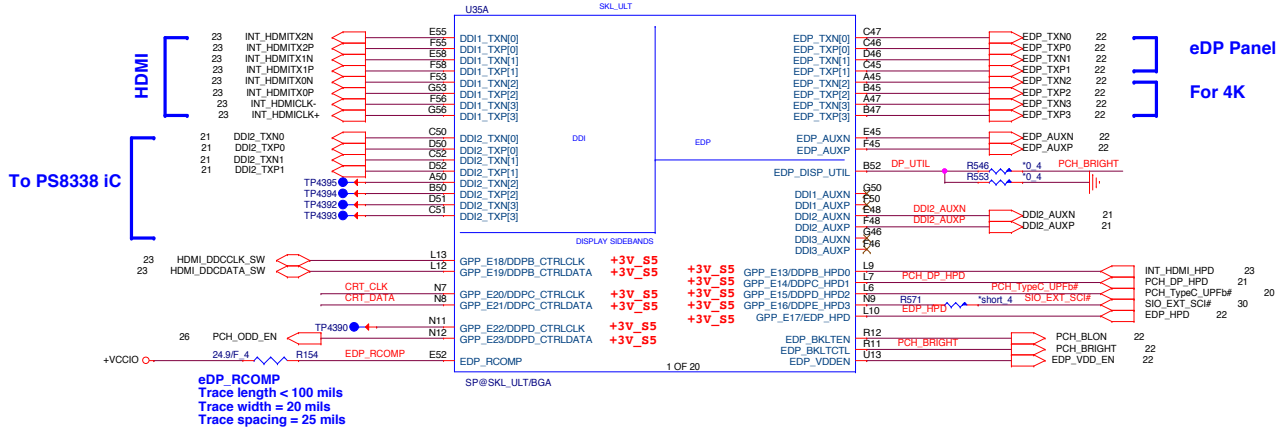 U35A
SKL_ULT
HDMI
23 INT_HDMITX2N E55 DDI1_TXN[0]
23 INT_HDMITX2P F55 DDI1_TXP[0]
23 INT_HDMITX1N E58 DDI1_TXN[1]
23 INT_HDMITX1P F58 DDI1_TXP[1]
23 INT_HDMITX0N F53 DDI1_TXN[2]
23 INT_HDMITX0P G53 DDI1_TXP[2]
23 INT_HDMICLK- F56 DDI1_TXN[3]
23 INT_HDMICLK+ G56 DDI1_TXP[3]
To PS8338 iC
21 DDI2_TXN0 C50 DDI2_TXN[0]
21 DDI2_TXP0 D50 DDI2_TXP[0]
21 DDI2_TXN1 C52 DDI2_TXN[1]
21 DDI2_TXP1 D52 DDI2_TXP[1]
TP4395 A50 DDI2_TXN[2]
TP4394 B50 DDI2_TXP[2]
TP4392 D51 DDI2_TXN[3]
TP4393 C51 DDI2_TXP[3]
DDI
EDP
DISPLAY SIDEBANDS
23 HDMI_DDCCLK_SW L13 GPP_E18/DDPB_CTRLCLK +3V_S5
23 HDMI_DDCDATA_SW L12 GPP_E19/DDPB_CTRLDATA +3V_S5
CRT_CLK N7 GPP_E20/DDPC_CTRLCLK +3V_S5
CRT_DATA N8 GPP_E21/DDPC_CTRLDATA +3V_S5
TP4390 N11 GPP_E22/DDPD_CTRLCLK +3V_S5
26 PCH_ODD_EN N12 GPP_E23/DDPD_CTRLDATA +3V_S5
+VCCIO 24.9/F_4 R154 EDP_RCOMP E52 EDP_RCOMP
eDP_RCOMP
Trace length < 100 mils
Trace width = 20 mils
Trace spacing = 25 mils
SP@SKL_ULT/BGA
1 OF 20
EDP_TXN[0] C47 EDP_TXN0 22
EDP_TXP[0] C46 EDP_TXP0 22
EDP_TXN[1] D46 EDP_TXN1 22
EDP_TXP[1] C45 EDP_TXP1 22
EDP_TXN[2] A45 EDP_TXN2 22
EDP_TXP[2] B45 EDP_TXP2 22
EDP_TXN[3] A47 EDP_TXN3 22
EDP_TXP[3] B47 EDP_TXP3 22
eDP Panel
For 4K
EDP_AUXN E45 EDP_AUXN 22
EDP_AUXP F45 EDP_AUXP 22
EDP_DISP_UTIL B52 DP_UTIL R546 *0_4 PCH_BRIGHT
R553 *0_4
DDI1_AUXN G50
DDI1_AUXP F50
DDI2_AUXN E48 DDI2_AUXN DDI2_AUXN 21
DDI2_AUXP F48 DDI2_AUXP DDI2_AUXP 21
DDI3_AUXN G46
DDI3_AUXP F46
+3V_S5 GPP_E13/DDPB_HPD0 L9 INT_HDMI_HPD 23
+3V_S5 GPP_E14/DDPC_HPD1 L7 PCH_DP_HPD PCH_DP_HPD 21
+3V_S5 GPP_E15/DDPD_HPD2 L6 PCH_TypeC_UPFb# PCH_TypeC_UPFb# 20
+3V_S5 GPP_E16/DDPE_HPD3 N9 R571 *short_4 SIO_EXT_SCI# SIO_EXT_SCI# 30
+3V_S5 GPP_E17/EDP_HPD L10 EDP_HPD EDP_HPD 22
EDP_BKLTEN R12 PCH_BLON 22
EDP_BKLTCTL R11 PCH_BRIGHT PCH_BRIGHT 22
EDP_VDDEN U13 EDP_VDD_EN 22